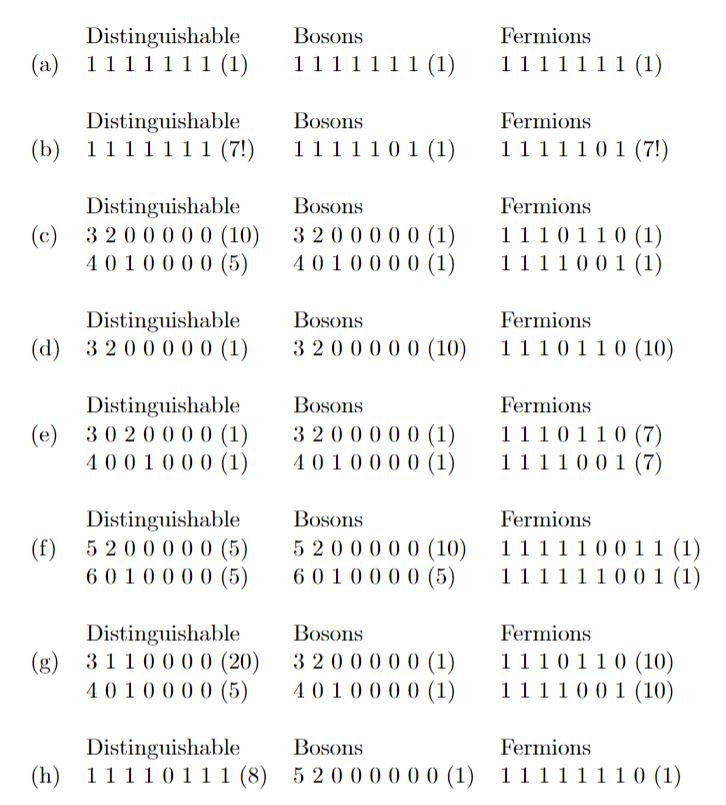 Distinguishable Bosons Fermions
(a) 1 1 1 1 1 1 1 (1) 1 1 1 1 1 1 1 (1) 1 1 1 1 1 1 1 (1)
Distinguishable Bosons Fermions
(b) 1 1 1 1 1 1 1 (7!) 1 1 1 1 1 0 1 (1) 1 1 1 1 1 0 1 (7!)
Distinguishable Bosons Fermions
(c) 3 2 0 0 0 0 0 (10) 3 2 0 0 0 0 0 (1) 1 1 1 0 1 1 0 (1)
4 0 1 0 0 0 0 (5) 4 0 1 0 0 0 0 (1) 1 1 1 1 0 0 1 (1)
Distinguishable Bosons Fermions
(d) 3 2 0 0 0 0 0 (1) 3 2 0 0 0 0 0 (10) 1 1 1 0 1 1 0 (10)
Distinguishable Bosons Fermions
(e) 3 0 2 0 0 0 0 (1) 3 2 0 0 0 0 0 (1) 1 1 1 0 1 1 0 (7)
4 0 0 1 0 0 0 (1) 4 0 1 0 0 0 0 (1) 1 1 1 1 0 0 1 (7)
Distinguishable Bosons Fermions
(f) 5 2 0 0 0 0 0 (5) 5 2 0 0 0 0 0 (10) 1 1 1 1 1 0 0 1 1 (1)
6 0 1 0 0 0 0 (5) 6 0 1 0 0 0 0 (5) 1 1 1 1 1 1 0 0 1 (1)
Distinguishable Bosons Fermions
(g) 3 1 1 0 0 0 0 (20) 3 2 0 0 0 0 0 (1) 1 1 1 0 1 1 0 (10)
4 0 1 0 0 0 0 (5) 4 0 1 0 0 0 0 (1) 1 1 1 1 0 0 1 (10)
Distinguishable Bosons Fermions
(h) 1 1 1 1 0 1 1 1 (8) 5 2 0 0 0 0 0 0 (1) 1 1 1 1 1 1 1 0 (1)